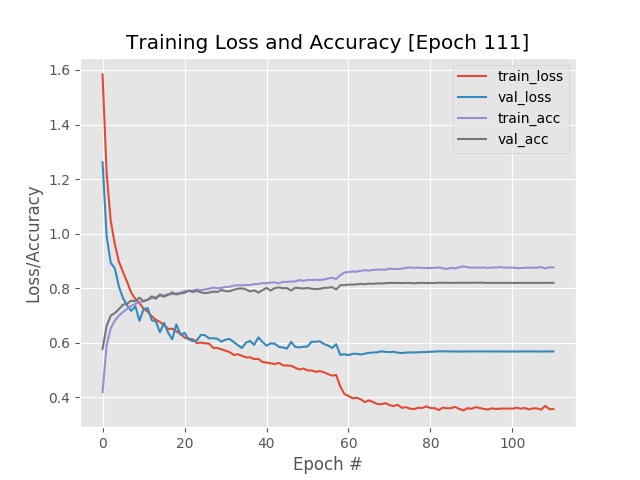 Training Loss and Accuracy [Epoch 111]
train_loss
val_loss
train_acc
val_acc
1.6
1.4
1.2
1.0
0.8
0.6
0.4
Loss/Accuracy
0 20 40 60 80 100
Epoch #